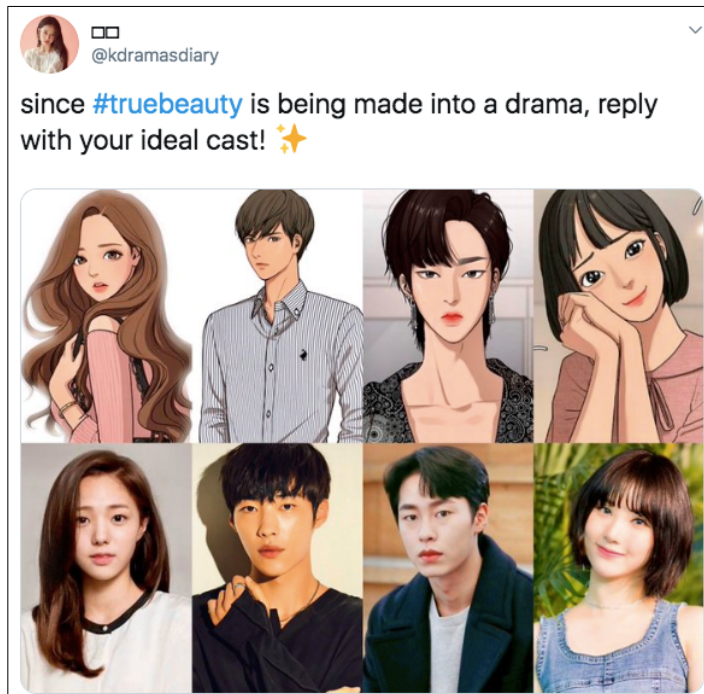 @kdramasdiary
since #truebeauty is being made into a drama, reply
with your ideal cast! ✨